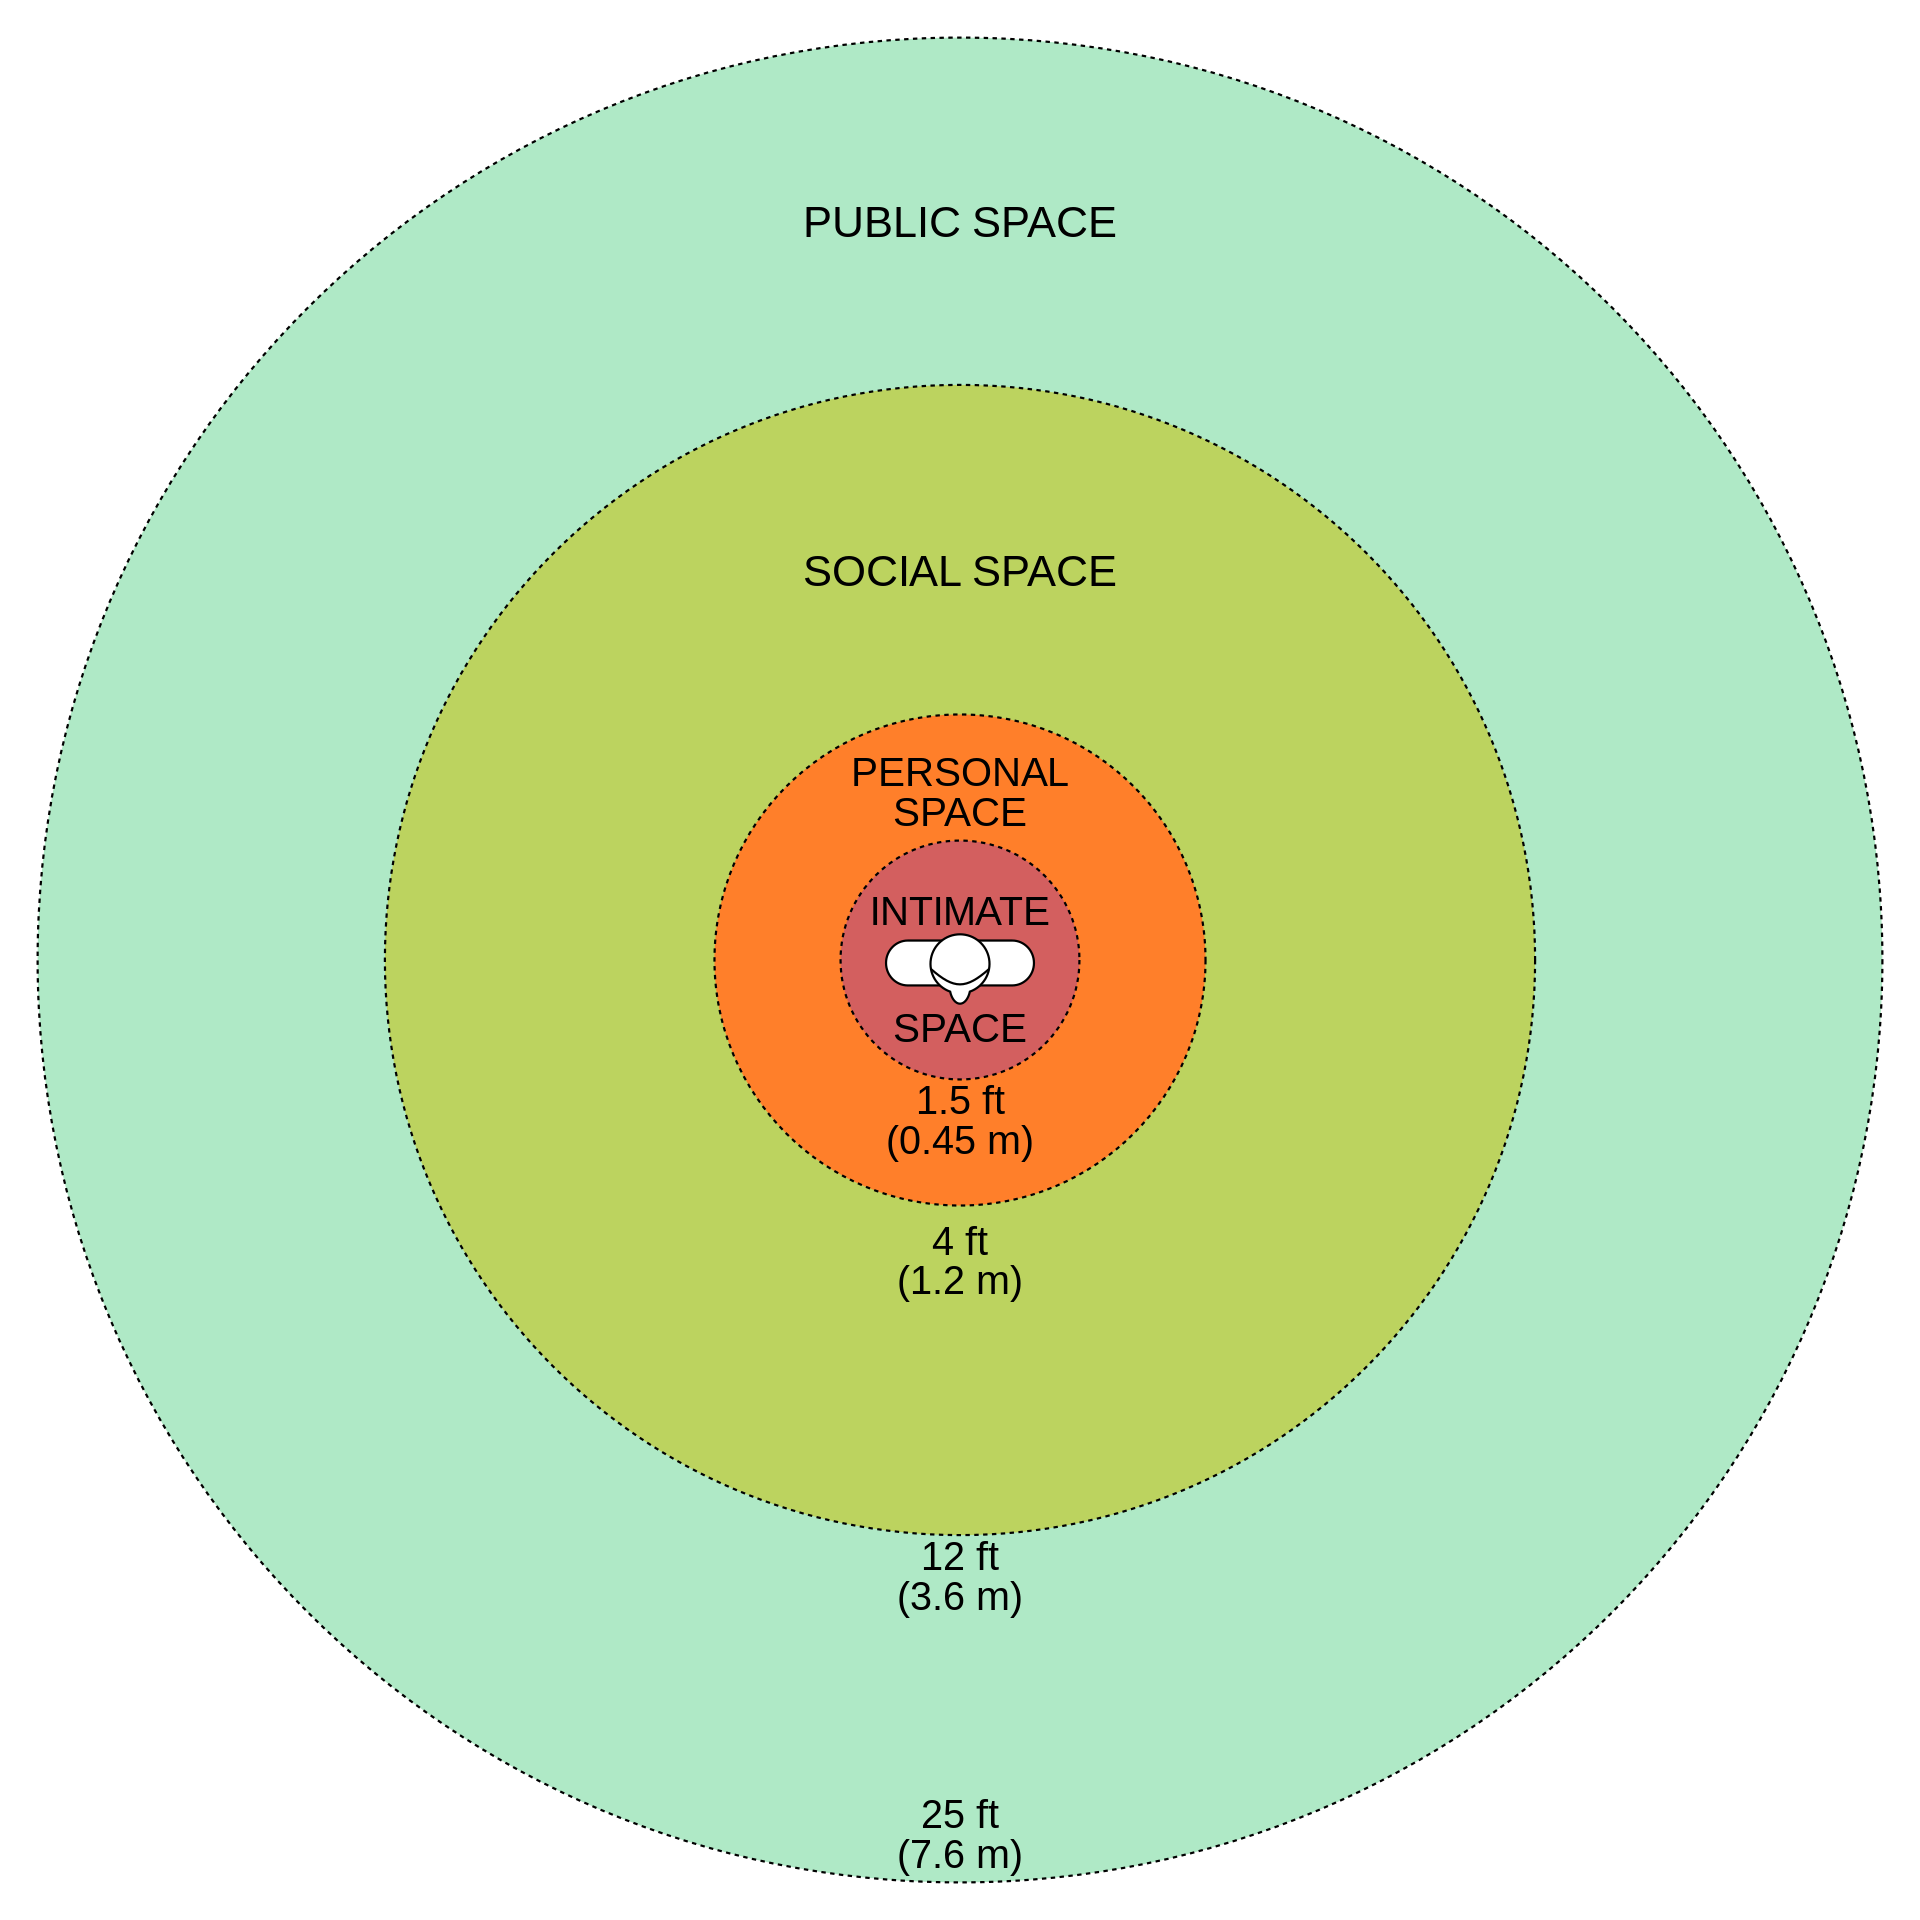 PUBLIC SPACE
SOCIAL SPACE
PERSONAL
SPACE
INTIMATE
SPACE
1.5 ft
(0.45 m)
4 ft
(1.2 m)
12 ft
(3.6 m)
25 ft
(7.6 m)